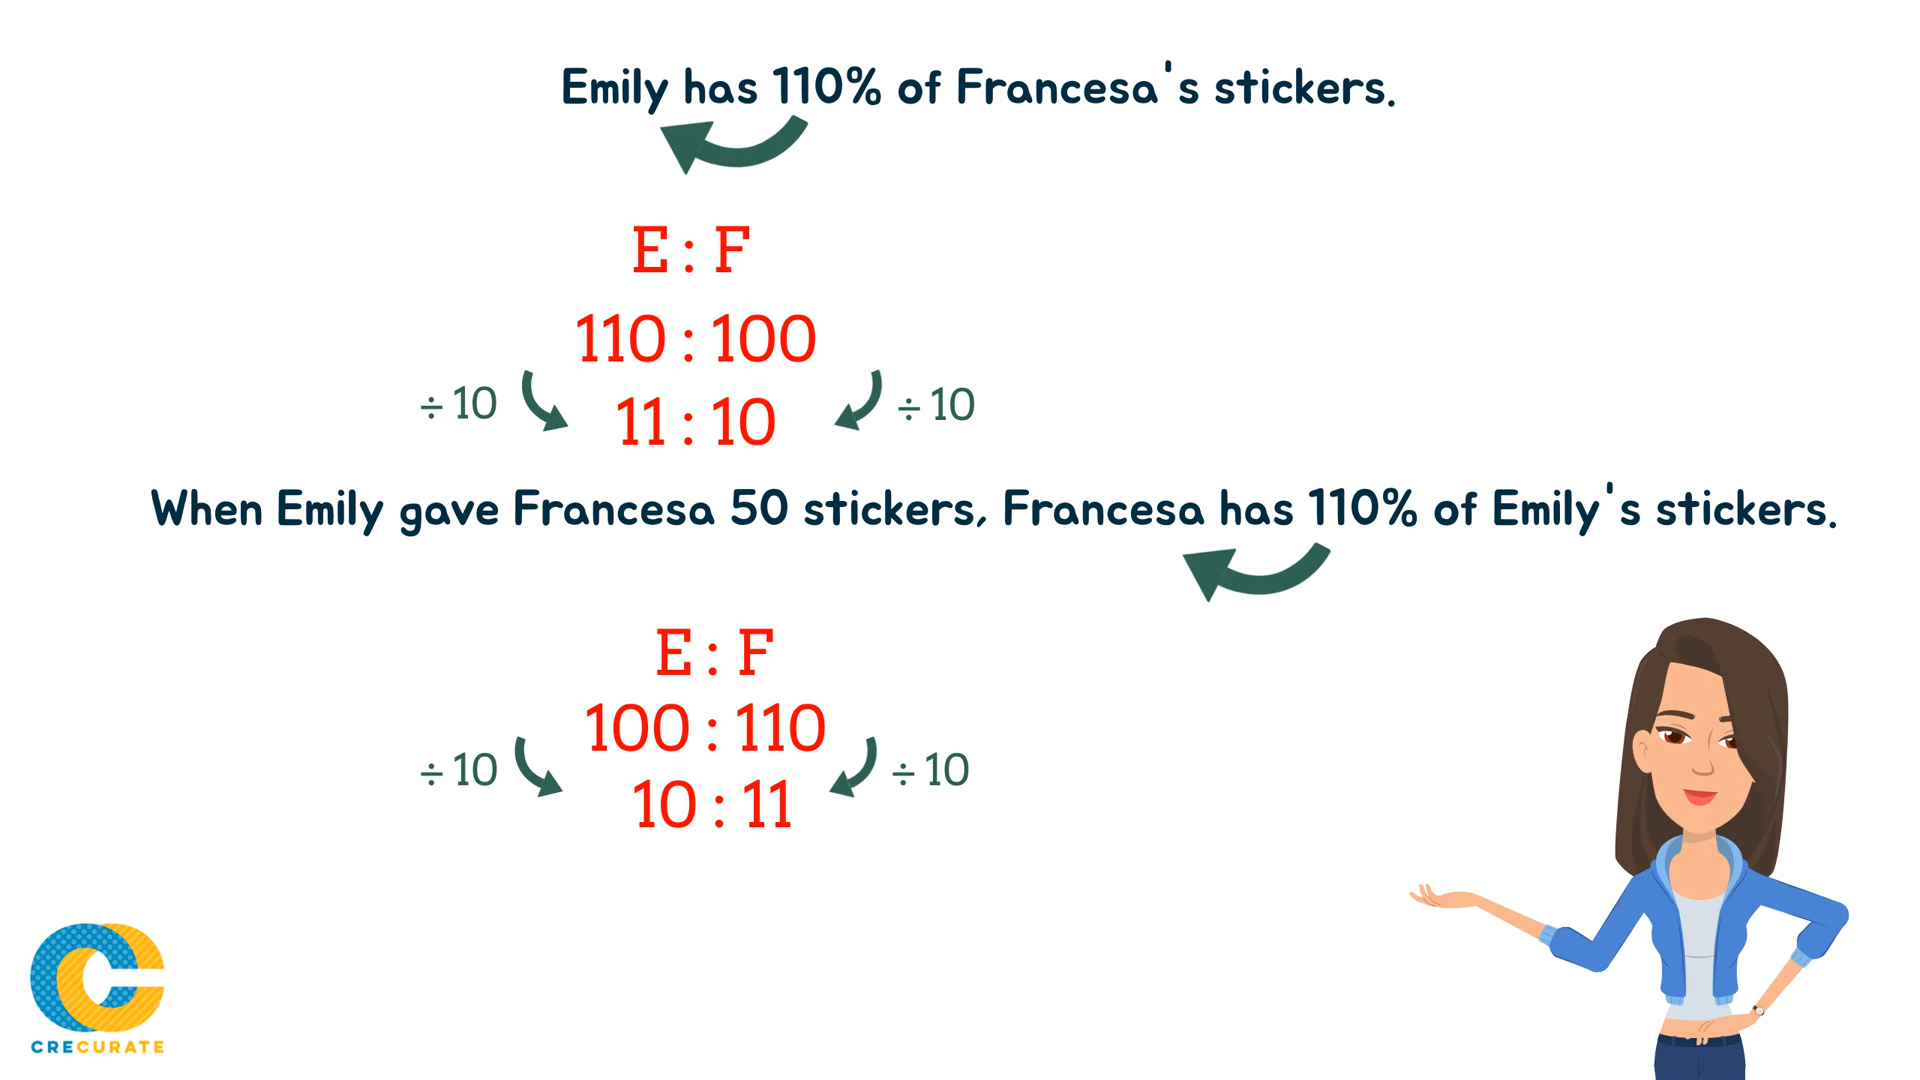 Emily has 110% of Francesa's stickers.
E : F
110 : 100
÷ 10
11 : 10
÷ 10
When Emily gave Francesa 50 stickers, Francesa has 110% of Emily's stickers.
E : F
100 : 110
÷ 10
10 : 11
÷ 10
CRECURATE